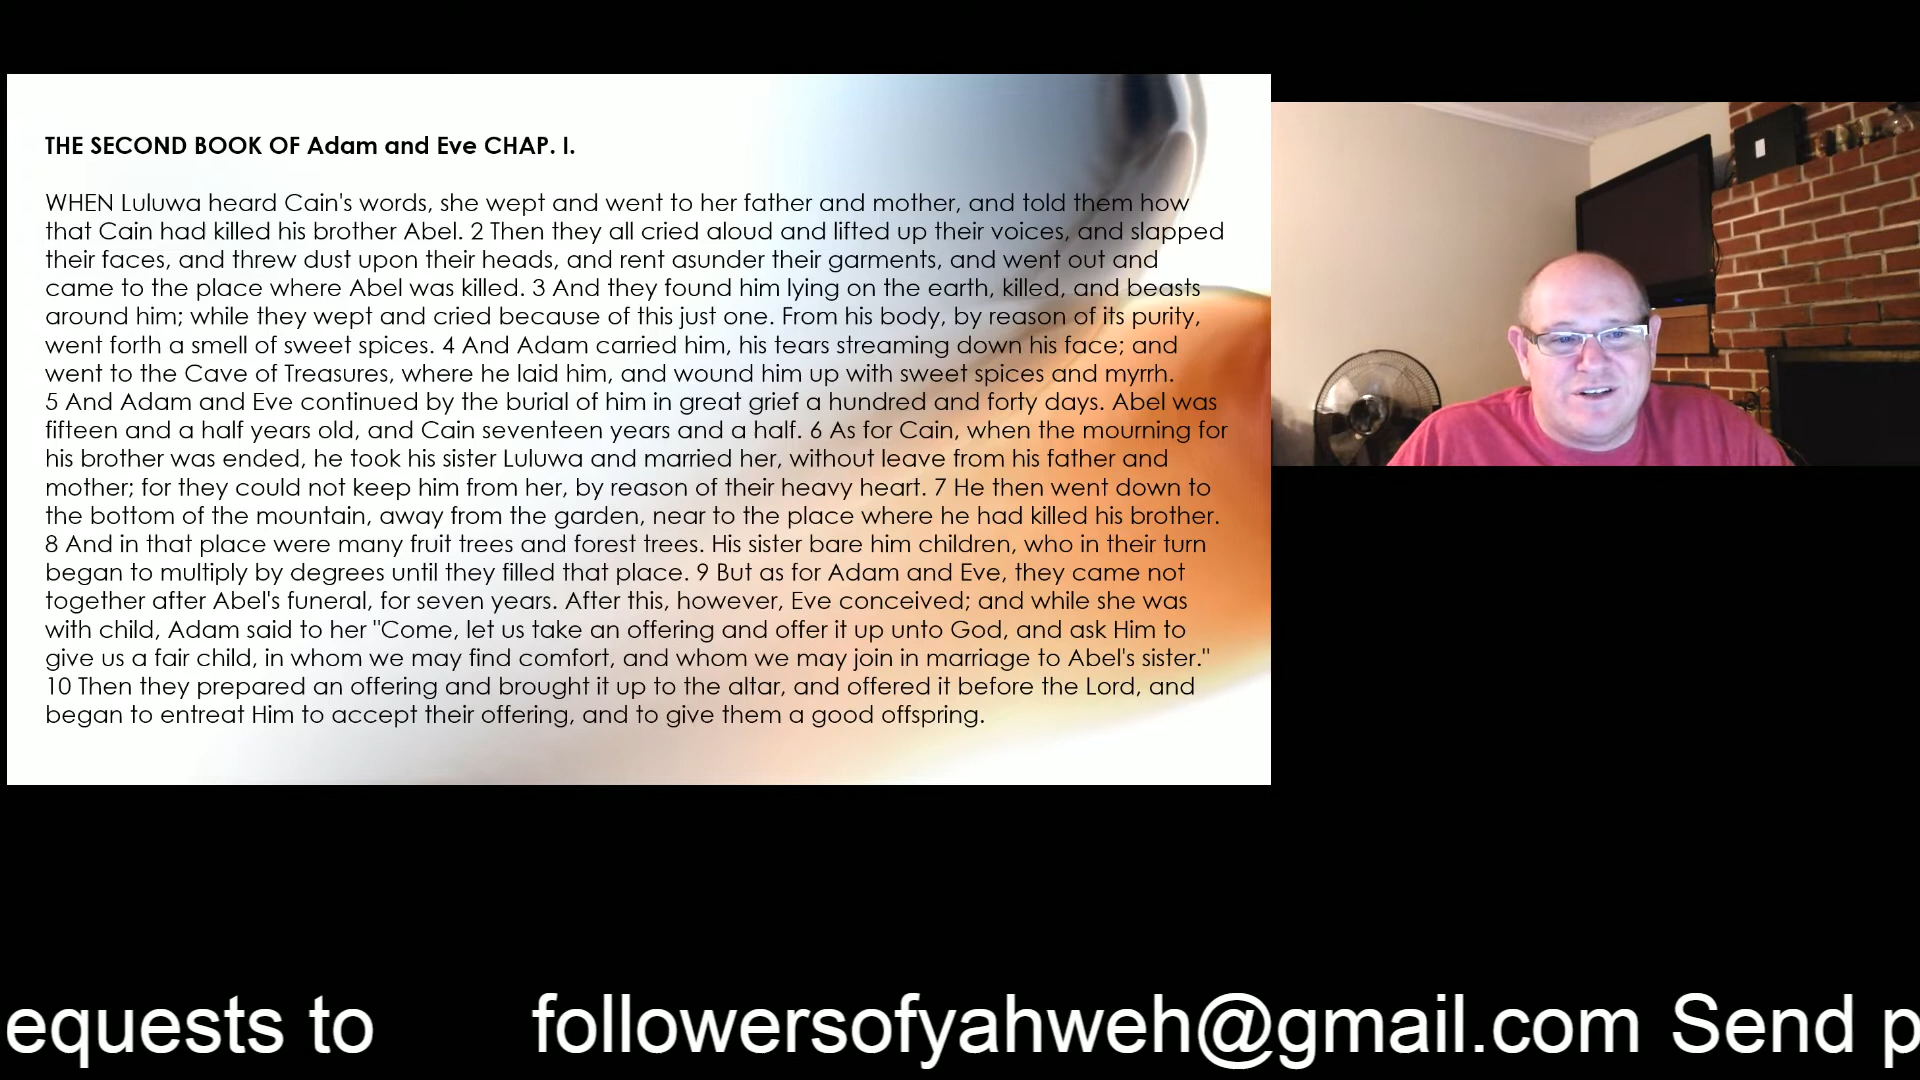 THE SECOND BOOK OF Adam and Eve CHAP. I.
WHEN Luluwa heard Cain's words, she wept and went to her father and mother, and told them how
that Cain had killed his brother Abel. 2 Then they all cried aloud and lifted up their voices, and slapped
their faces, and threw dust upon their heads, and rent asunder their garments, and went out and
came to the place where Abel was killed. 3 And they found him lying on the earth, killed, and beasts
around him; while they wept and cried because of this just one. From his body, by reason of its purity,
went forth a smell of sweet spices. 4 And Adam carried him, his tears streaming down his face; and
went to the Cave of Treasures, where he laid him, and wound him up with sweet spices and myrrh.
5 And Adam and Eve continued by the burial of him in great grief a hundred and forty days. Abel was
fifteen and a half years old, and Cain seventeen years and a half. 6 As for Cain, when the mourning for
his brother was ended, he took his sister Luluwa and married her, without leave from his father and
mother; for they could not keep him from her, by reason of their heavy heart. 7 He then went down to
the bottom of the mountain, away from the garden, near to the place where he had killed his brother.
8 And in that place were many fruit trees and forest trees. His sister bare him children, who in their turn
began to multiply by degrees until they filled that place. 9 But as for Adam and Eve, they came not
together after Abel's funeral, for seven years. After this, however, Eve conceived; and while she was
with child, Adam said to her "Come, let us take an offering and offer it up unto God, and ask Him to
give us a fair child, in whom we may find comfort, and whom we may join in marriage to Abel's sister."
10 Then they prepared an offering and brought it up to the altar, and offered it before the Lord, and
began to entreat Him to accept their offering, and to give them a good offspring.
equests to followersofyahweh@gmail.com Send p